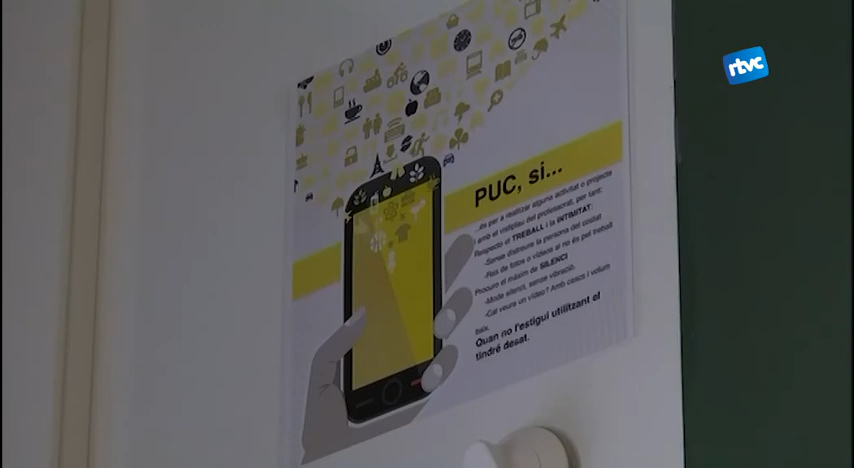 rtvc
PUC, si...
...és per a realitzar alguna activitat o projecte
amb el vistiplau del professorat, per tant:
Respecto el TREBALL i la INTIMITAT:
-Sense distreure la persona del costat
-Res de fotos o vídeos si no és pel treball
Procuro el màxim de SILENCI
-Mode silenci, sense vibració.
-Cal veure un vídeo? Amb cascs i volum
baix.
Quan no l'estigui utilitzant el
tindré desat.